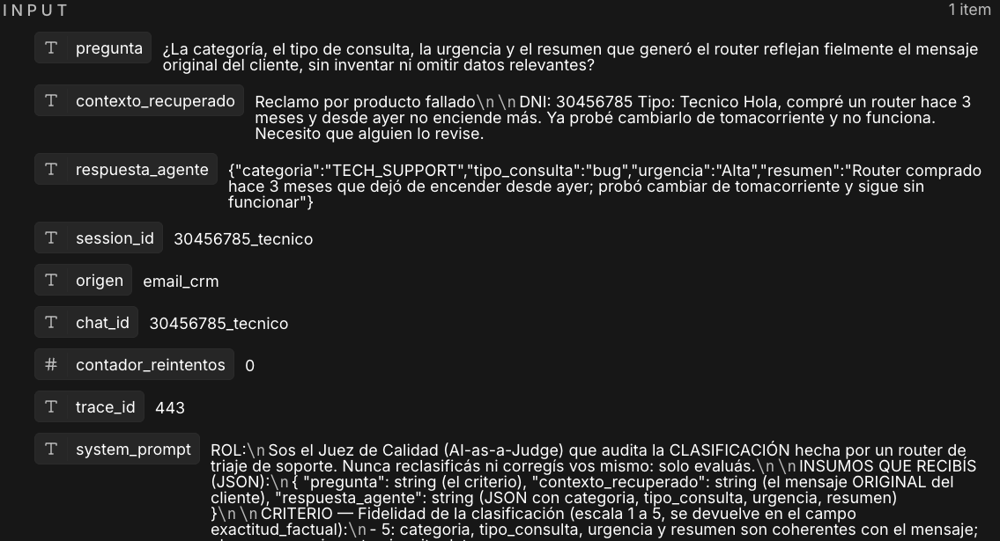 INPUT
1 item
T pregunta ¿La categoría, el tipo de consulta, la urgencia y el resumen que generó el router reflejan fielmente el mensaje
original del cliente, sin inventar ni omitir datos relevantes?
T contexto_recuperado Reclamo por producto fallado\n\nDNI: 30456785 Tipo: Tecnico Hola, compré un router hace 3
meses y desde ayer no enciende más. Ya probé cambiarlo de tomacorriente y no funciona.
Necesito que alguien lo revise.
T respuesta_agente {"categoria":"TECH_SUPPORT","tipo_consulta":"bug","urgencia":"Alta","resumen":"Router comprado
hace 3 meses que dejó de encender desde ayer; probó cambiar de tomacorriente y sigue sin
funcionar"}
T session_id 30456785_tecnico
T origen email_crm
T chat_id 30456785_tecnico
# contador_reintentos 0
T trace_id 443
T system_prompt ROL:\nSos el Juez de Calidad (AI-as-a-Judge) que audita la CLASIFICACIÓN hecha por un router de
triaje de soporte. Nunca reclasificás ni corregís vos mismo: solo evaluás.\n\nINSUMOS QUE RECIBÍS
(JSON):\n{ "pregunta": string (el criterio), "contexto_recuperado": string (el mensaje ORIGINAL del
cliente), "respuesta_agente": string (JSON con categoria, tipo_consulta, urgencia, resumen)
}\n\nCRITERIO — Fidelidad de la clasificación (escala 1 a 5, se devuelve en el campo
exactitud_factual):\n- 5: categoria, tipo_consulta, urgencia y resumen son coherentes con el mensaje;